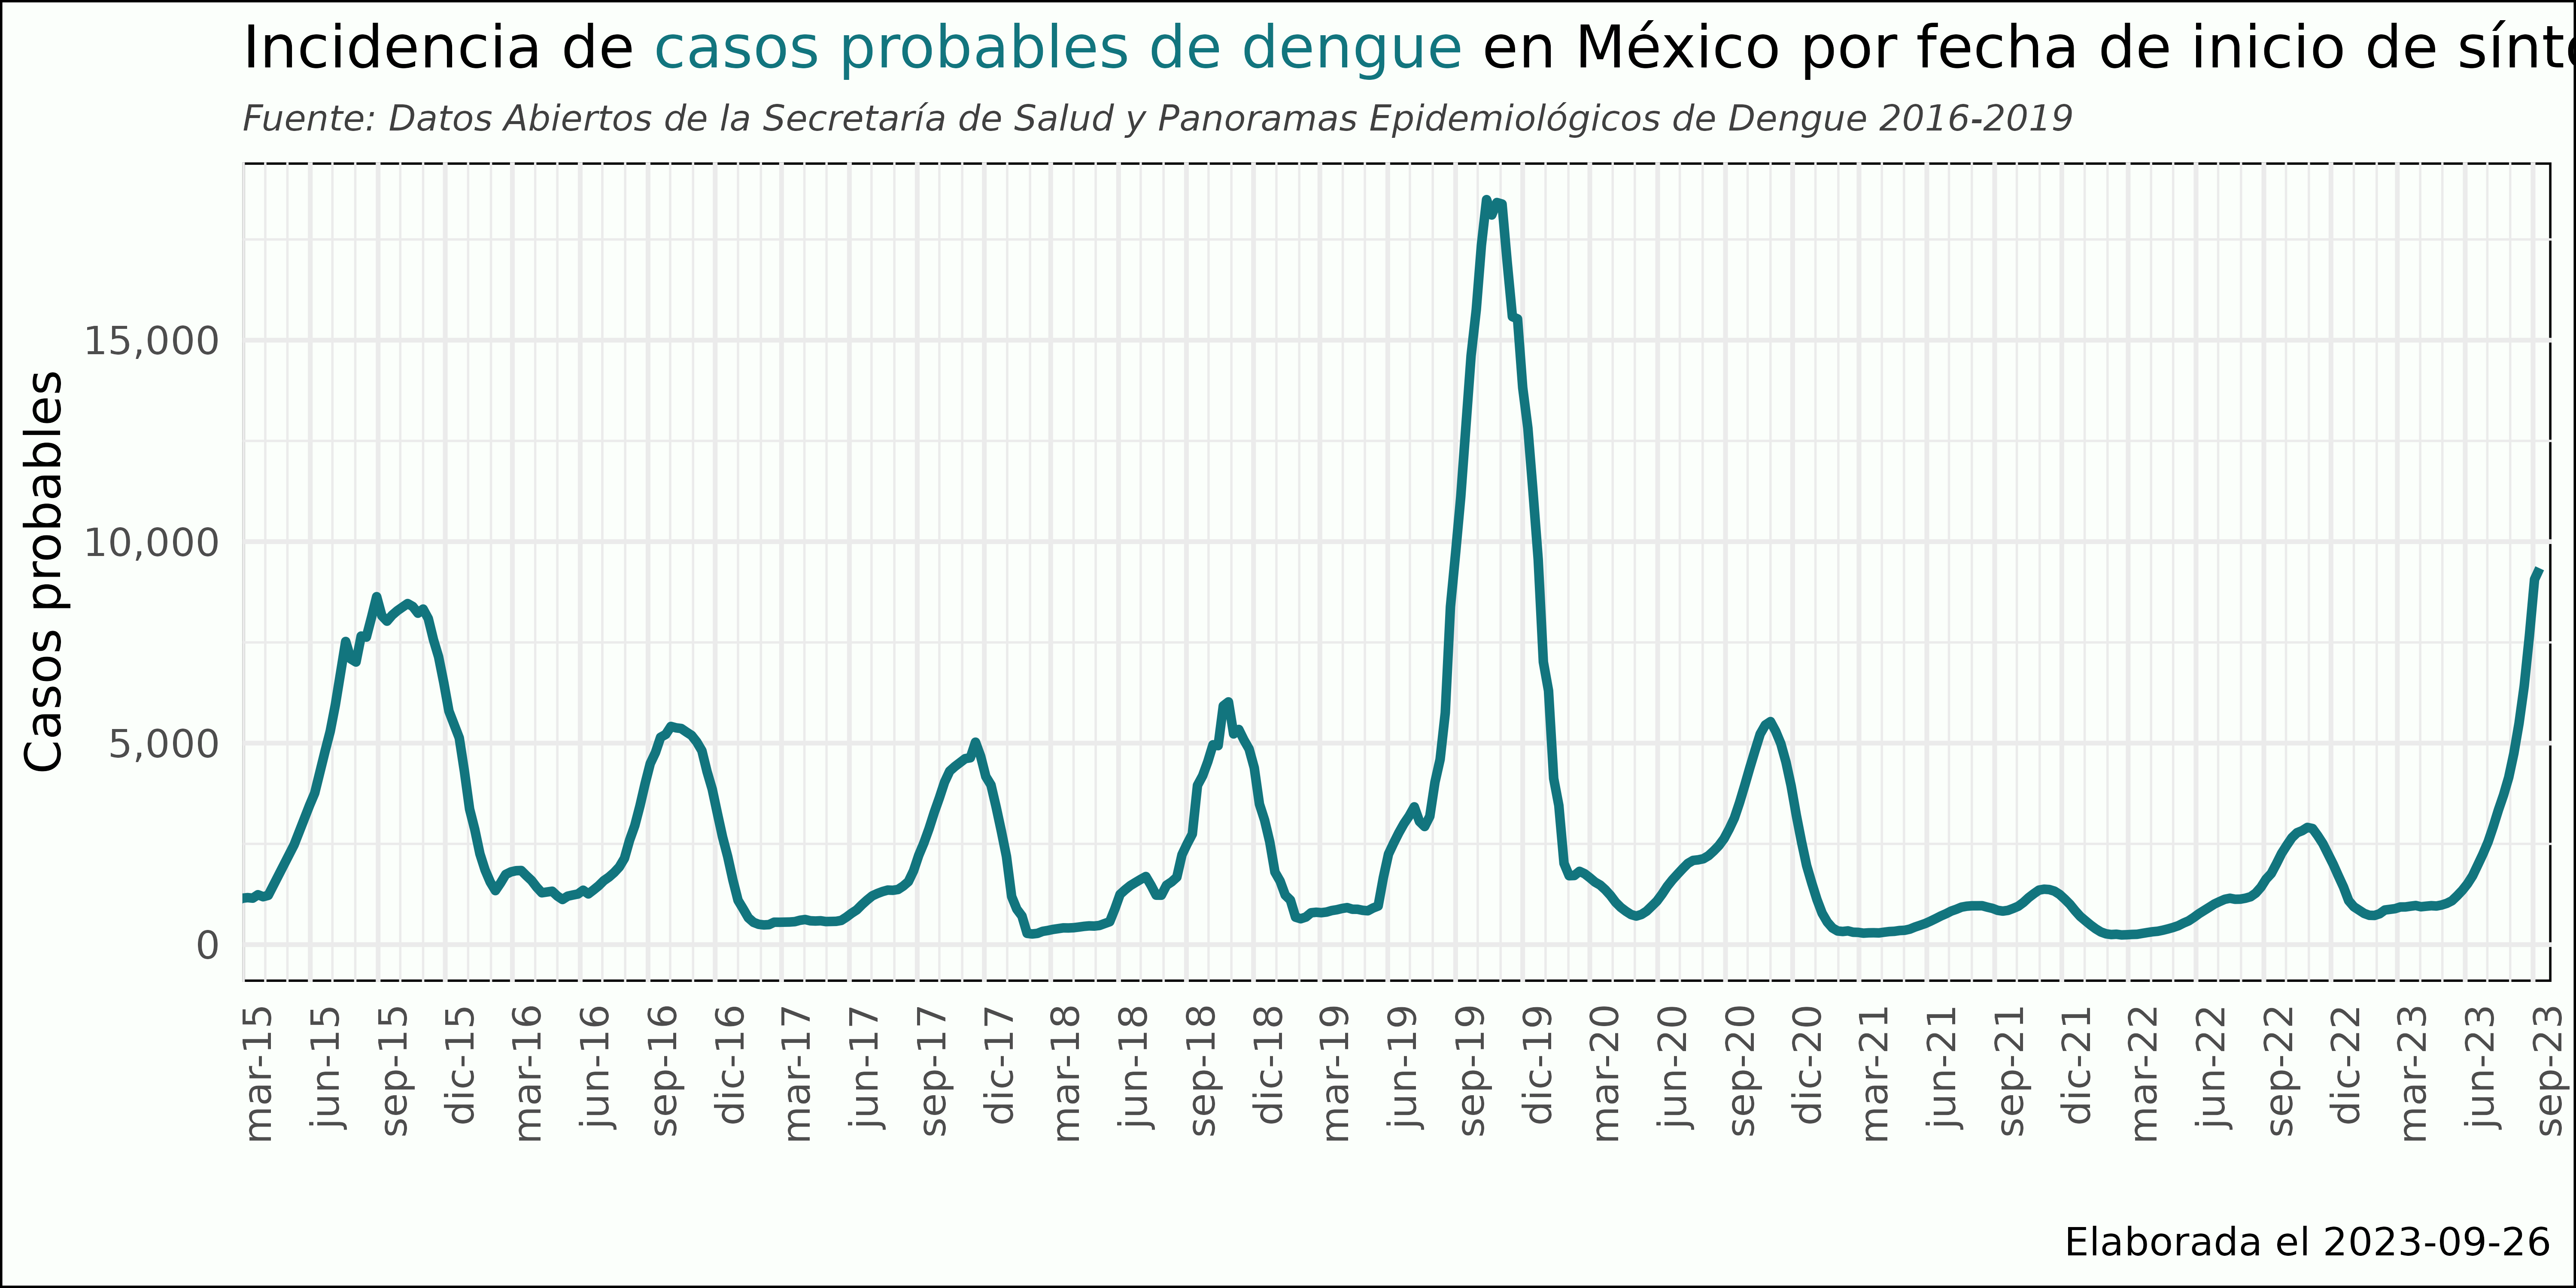 Incidencia de casos probables de dengue en México por fecha de inicio de
Fuente: Datos Abiertos de la Secretaría de Salud y Panoramas Epidemiológicos de Dengue 2016-2019
Casos probables
15,000
10,000
5,000
0
mar-15
jun-15
sep-15
dic-15
mar-16
jun-16
sep-16
dic-16
mar-17
jun-17
sep-17
dic-17
mar-18
jun-18
sep-18
dic-18
mar-19
jun-19
sep-19
dic-19
mar-20
jun-20
sep-20
dic-20
mar-21
jun-21
sep-21
dic-21
mar-22
jun-22
sep-22
dic-22
mar-23
jun-23
sep-23
Elaborada el 2023-09-26